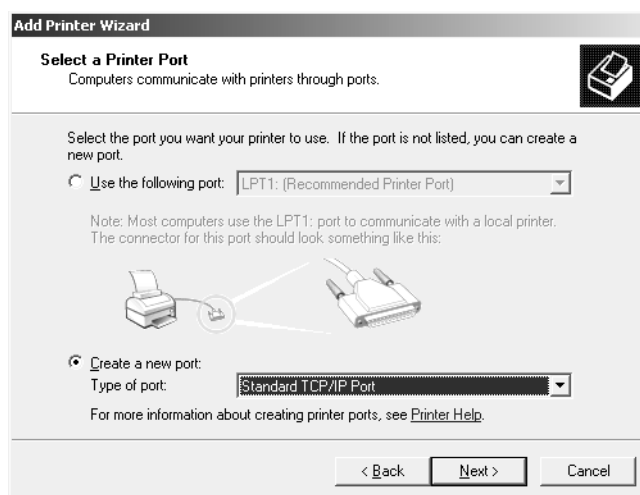 Add Printer Wizard
Select a Printer Port
Computers communicate with printers through ports.
Select the port you want your printer to use. If the port is not listed, you can create a
new port.
Use the following port: LPT1: (Recommended Printer Port)
Note: Most computers use the LPT1: port to communicate with a local printer.
The connector for this port should look something like this:
Create a new port:
Type of port: Standard TCP/IP Port
For more information about creating printer ports, see Printer Help.
< Back Next > Cancel